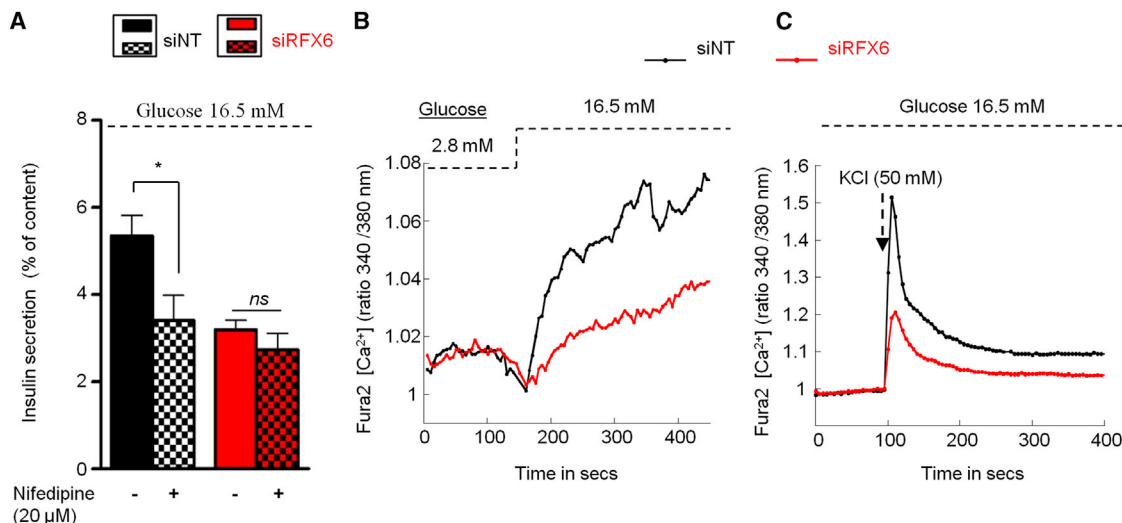 A
siNT
siRFX6
Glucose 16.5 mM
Insulin secretion (% of content)
8
6
4
2
0
*
ns
Nifedipine
(20 µM)
- + - +
B
siNT
siRFX6
Glucose
2.8 mM
16.5 mM
Fura2 [Ca²⁺] (ratio 340 /380 nm)
1.08
1.06
1.04
1.02
1
0 100 200 300 400
Time in secs
C
Glucose 16.5 mM
KCl (50 mM)
Fura2 [Ca²⁺] (ratio 340 /380 nm)
1.6
1.5
1.4
1.3
1.2
1.1
1
0 100 200 300 400
Time in secs